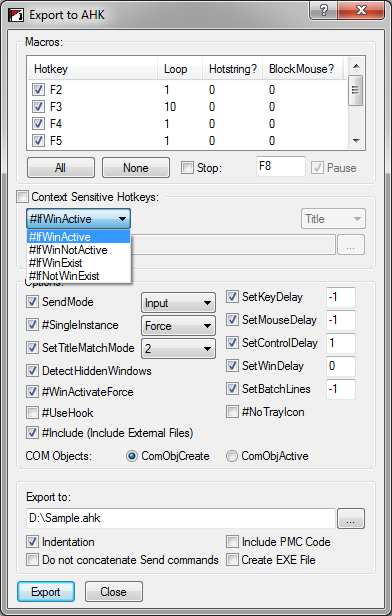 Export to AHK
Macros:
Hotkey Loop Hotstring? BlockMouse?
F2 1 0 0
F3 10 0 0
F4 1 0 0
F5 1 0 0
All None Stop: F8 Pause
Context Sensitive Hotkeys:
#IfWinActive Title
#IfWinActive
#IfWinNotActive
#IfWinExist
#IfNotWinExist
...
Options:
SendMode Input SetKeyDelay -1
#SingleInstance Force SetMouseDelay -1
SetTitleMatchMode 2 SetControlDelay 1
DetectHiddenWindows SetWinDelay 0
#WinActivateForce SetBatchLines -1
#UseHook #NoTrayIcon
#Include (Include External Files)
COM Objects: ComObjCreate ComObjActive
Export to:
D:\Sample.ahk ...
Indentation Include PMC Code
Do not concatenate Send commands Create EXE File
Export Close